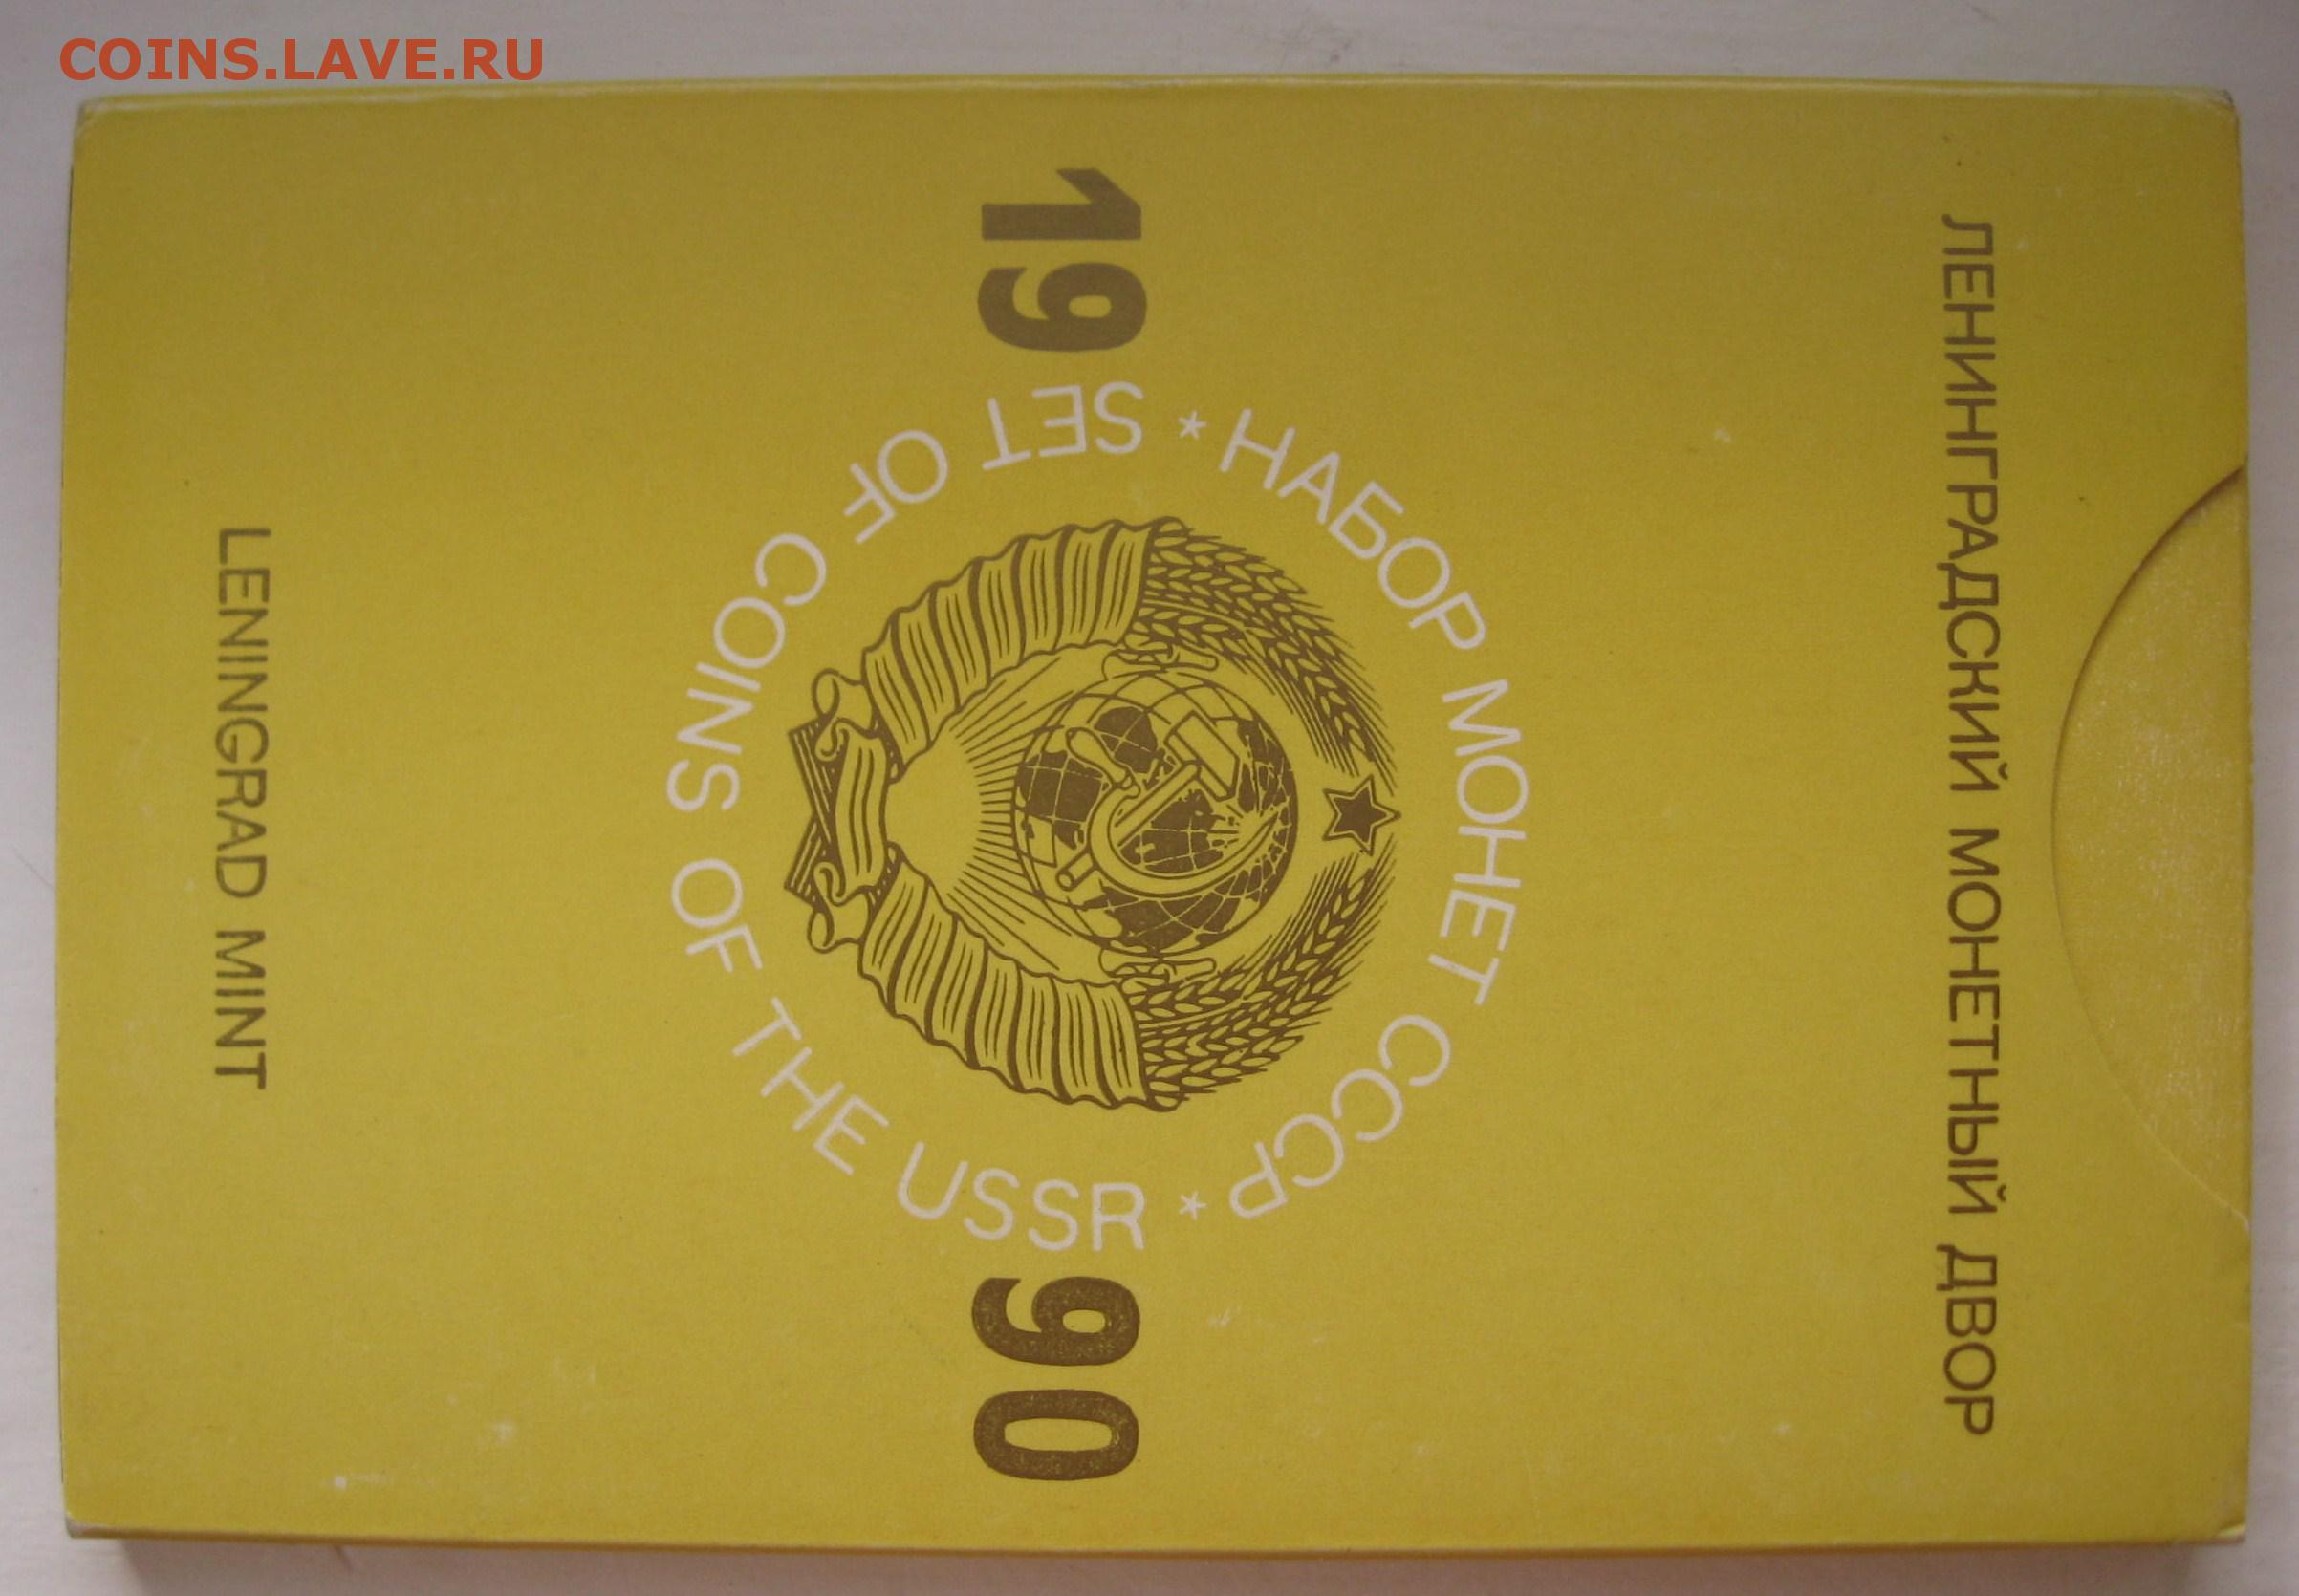 COINS.LAVE.RU
ЛЕНИНГРАДСКИЙ МОНЕТНЫЙ ДВОР
* НАБОР МОНЕТ СССР *
19 90
SET OF COINS OF THE USSR
LENINGRAD MINT